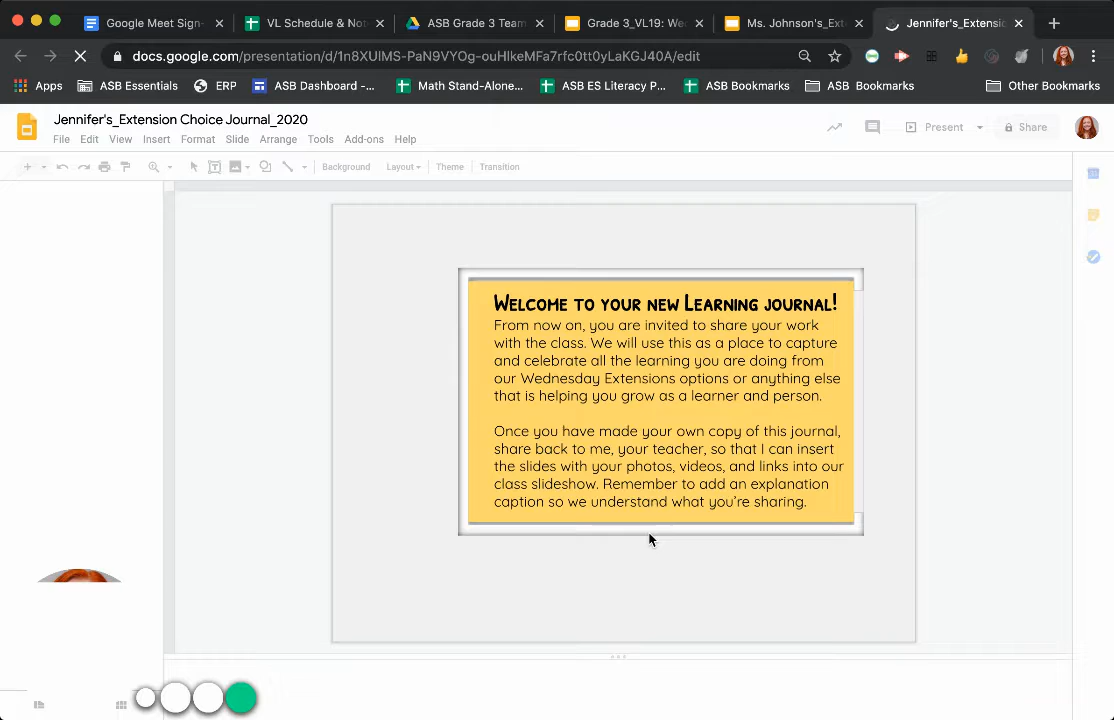 Google Meet Sign-
VL Schedule & Not
ASB Grade 3 Team
Grade 3_VL19: We
Ms. Johnson's_Ext
Jennifer's_Extensic
docs.google.com/presentation/d/1n8XUlMS-PaN9VYOg-ouHlkeMFa7rfc0tt0yLaKGJ40A/edit
Apps
ASB Essentials
ERP
ASB Dashboard -...
Math Stand-Alone...
ASB ES Literacy P...
ASB Bookmarks
ASB Bookmarks
Other Bookmarks
Jennifer's_Extension Choice Journal_2020
File Edit View Insert Format Slide Arrange Tools Add-ons Help
Present
Share
Background Layout Theme Transition
Welcome to your new Learning journal!
From now on, you are invited to share your work
with the class. We will use this as a place to capture
and celebrate all the learning you are doing from
our Wednesday Extensions options or anything else
that is helping you grow as a learner and person.
Once you have made your own copy of this journal,
share back to me, your teacher, so that I can insert
the slides with your photos, videos, and links into our
class slideshow. Remember to add an explanation
caption so we understand what you're sharing.